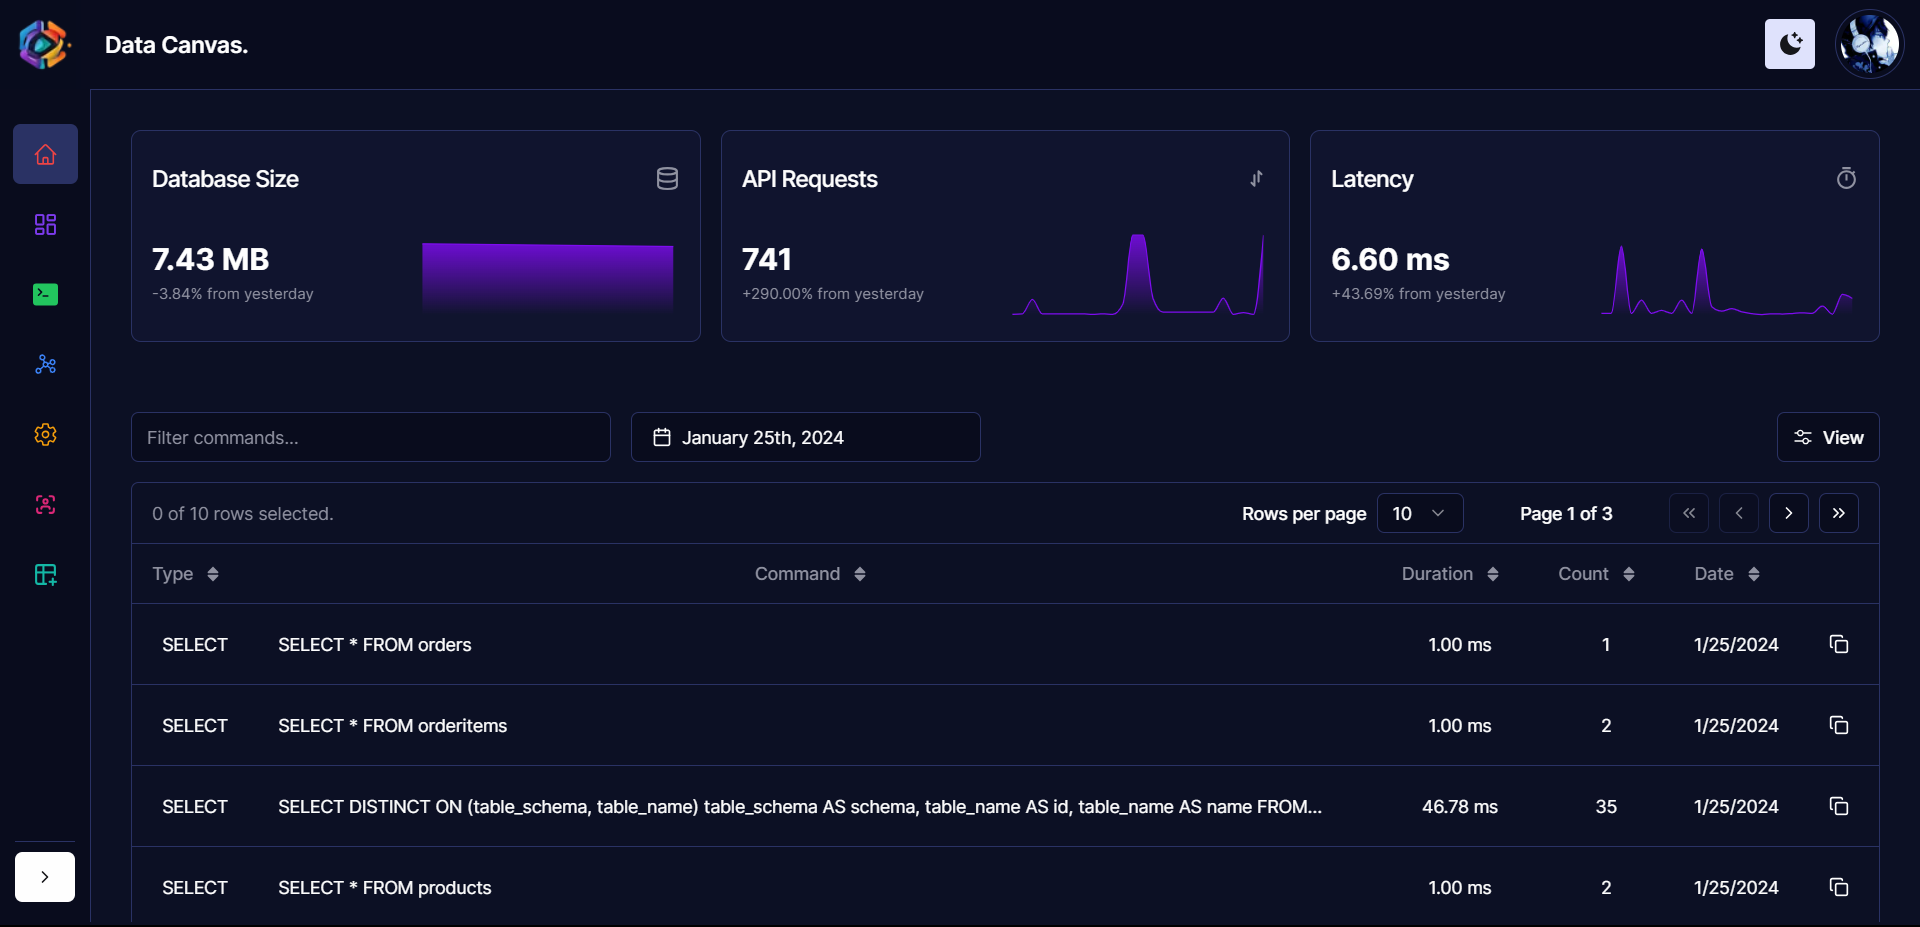 Data Canvas.
Database Size
7.43 MB
-3.84% from yesterday
API Requests
741
+290.00% from yesterday
Latency
6.60 ms
+43.69% from yesterday
Filter commands...
January 25th, 2024
View
0 of 10 rows selected.
Rows per page 10
Page 1 of 3
Type Command Duration Count Date
SELECT SELECT * FROM orders 1.00 ms 1 1/25/2024
SELECT SELECT * FROM orderitems 1.00 ms 2 1/25/2024
SELECT SELECT DISTINCT ON (table_schema, table_name) table_schema AS schema, table_name AS id, table_name AS name FROM... 46.78 ms 35 1/25/2024
SELECT SELECT * FROM products 1.00 ms 2 1/25/2024